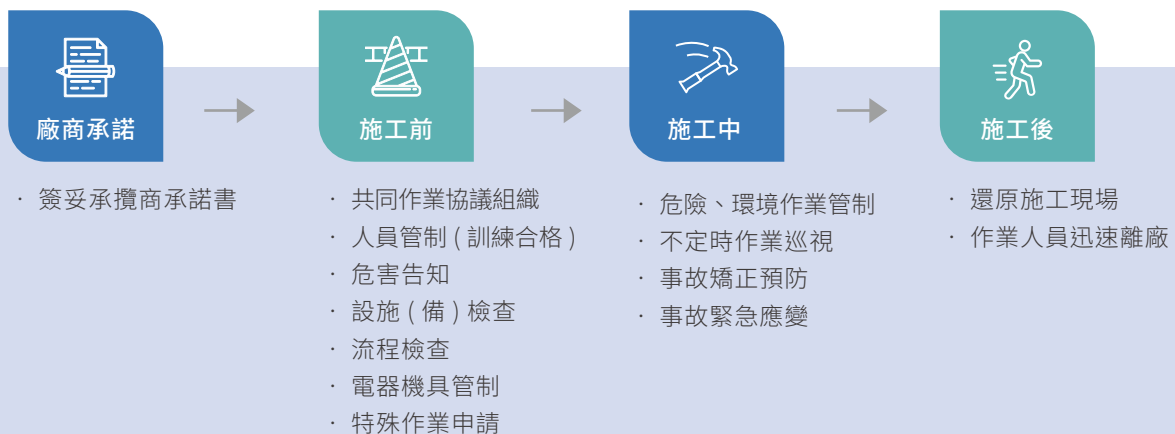 廠商承諾
· 簽妥承攬商承諾書
施工前
· 共同作業協議組織
· 人員管制 ( 訓練合格 )
· 危害告知
· 設施 ( 備 ) 檢查
· 流程檢查
· 電器機具管制
· 特殊作業申請
施工中
· 危險、環境作業管制
· 不定時作業巡視
· 事故矯正預防
· 事故緊急應變
施工後
· 還原施工現場
· 作業人員迅速離廠